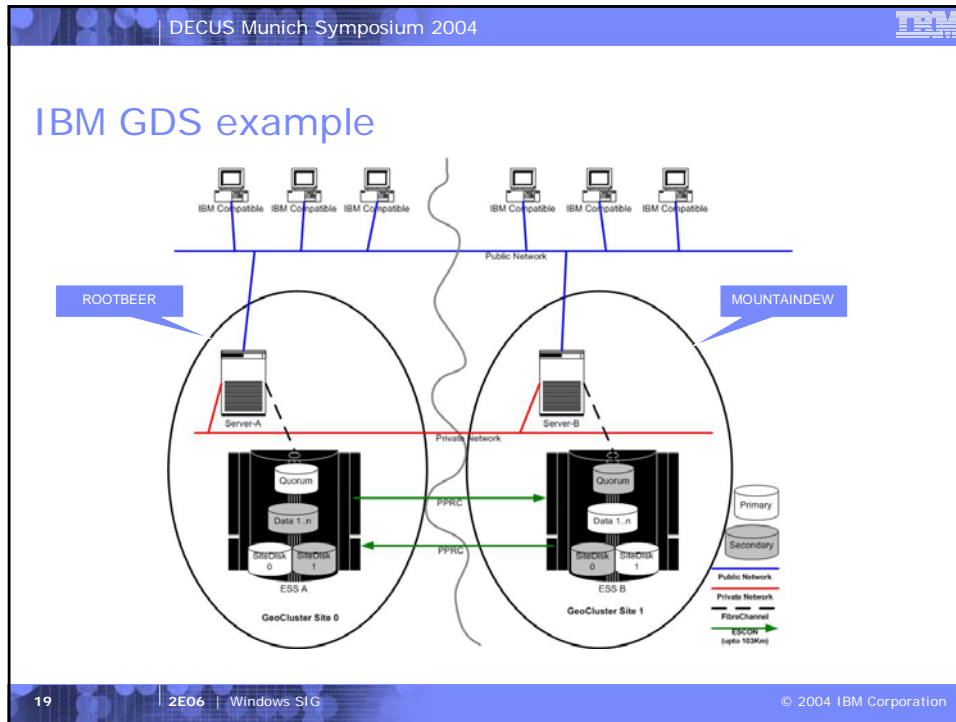 DECUS Munich Symposium 2004
IBM
IBM GDS example
IBM Compatible IBM Compatible IBM Compatible
IBM Compatible IBM Compatible IBM Compatible
Public Network
ROOTBEER
MOUNTAINDEW
Server-A
Server-B
Private Network
Quorum
Data 1..n
SiteDisk 0
SiteDisk 1
ESS A
GeoCluster Site 0
PPRC
PPRC
Quorum
Data 1..n
SiteDisk 0
SiteDisk 1
ESS B
GeoCluster Site 1
Primary
Secondary
Public Network
Private Network
FibreChannel
ESCON
(upto 103Km)
19
2E06 | Windows SIG
© 2004 IBM Corporation